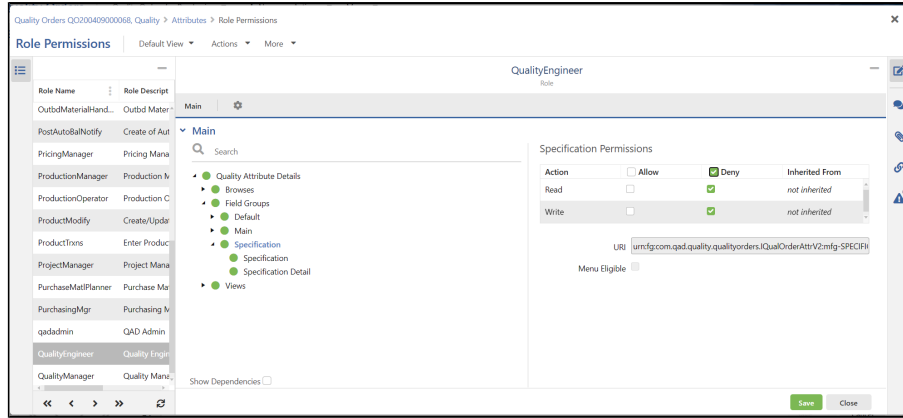 Quality Orders QO200409000068, Quality > Attributes > Role Permissions
Role Permissions Default View Actions More
QualityEngineer
Role
Role Name Role Descript
OutbdMaterialHand... Outbd Mater
PostAutoBalNotify Create of Aut
PricingManager Pricing Mana
ProductionManager Production M
ProductionOperator Production O
ProductModify Create/Updat
ProductTrxns Enter Produc
ProjectManager Project Mana
PurchaseMatlPlanner Purchase Mat
PurchasingMgr Purchasing M
qadadmin QAD Admin
QualityEngineer Quality Engin
QualityManager Quality Mana
Main
Main
Search
Quality Attribute Details
Browses
Field Groups
Default
Main
Specification
Specification
Specification Detail
Views
Show Dependencies
Specification Permissions
Action Allow Deny Inherited From
Read not inherited
Write not inherited
URI urn:fg:com.qad.quality.qualityorders.IQualOrderAttrV2:mfg-SPECIFI
Menu Eligible
Save Close